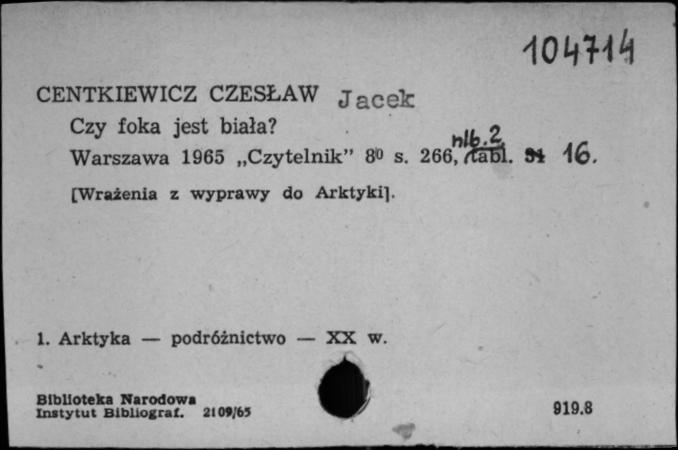 104714
CENTKIEWICZ CZESŁAW Jacek
Czy foka jest biała?
Warszawa 1965 „Czytelnik” 8⁰ s. 266, nlb. 2, tabl. 16.
[Wrażenia z wyprawy do Arktyki].
1. Arktyka — podróżnictwo — XX w.
Biblioteka Narodowa
Instytut Bibliograf. 2109/65
919.8